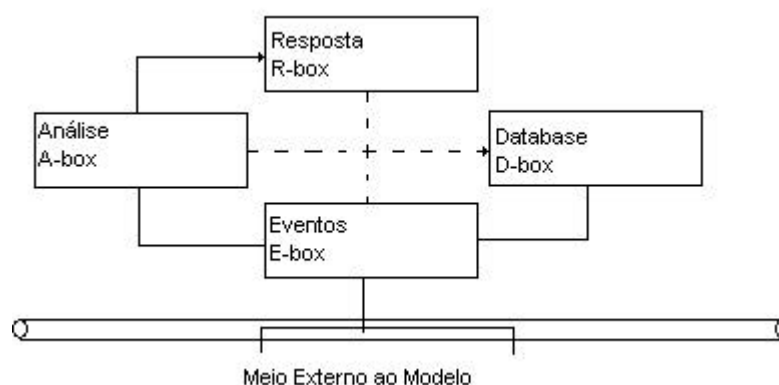 Resposta
R-box
Análise
A-box
Database
D-box
Eventos
E-box
Meio Externo ao Modelo